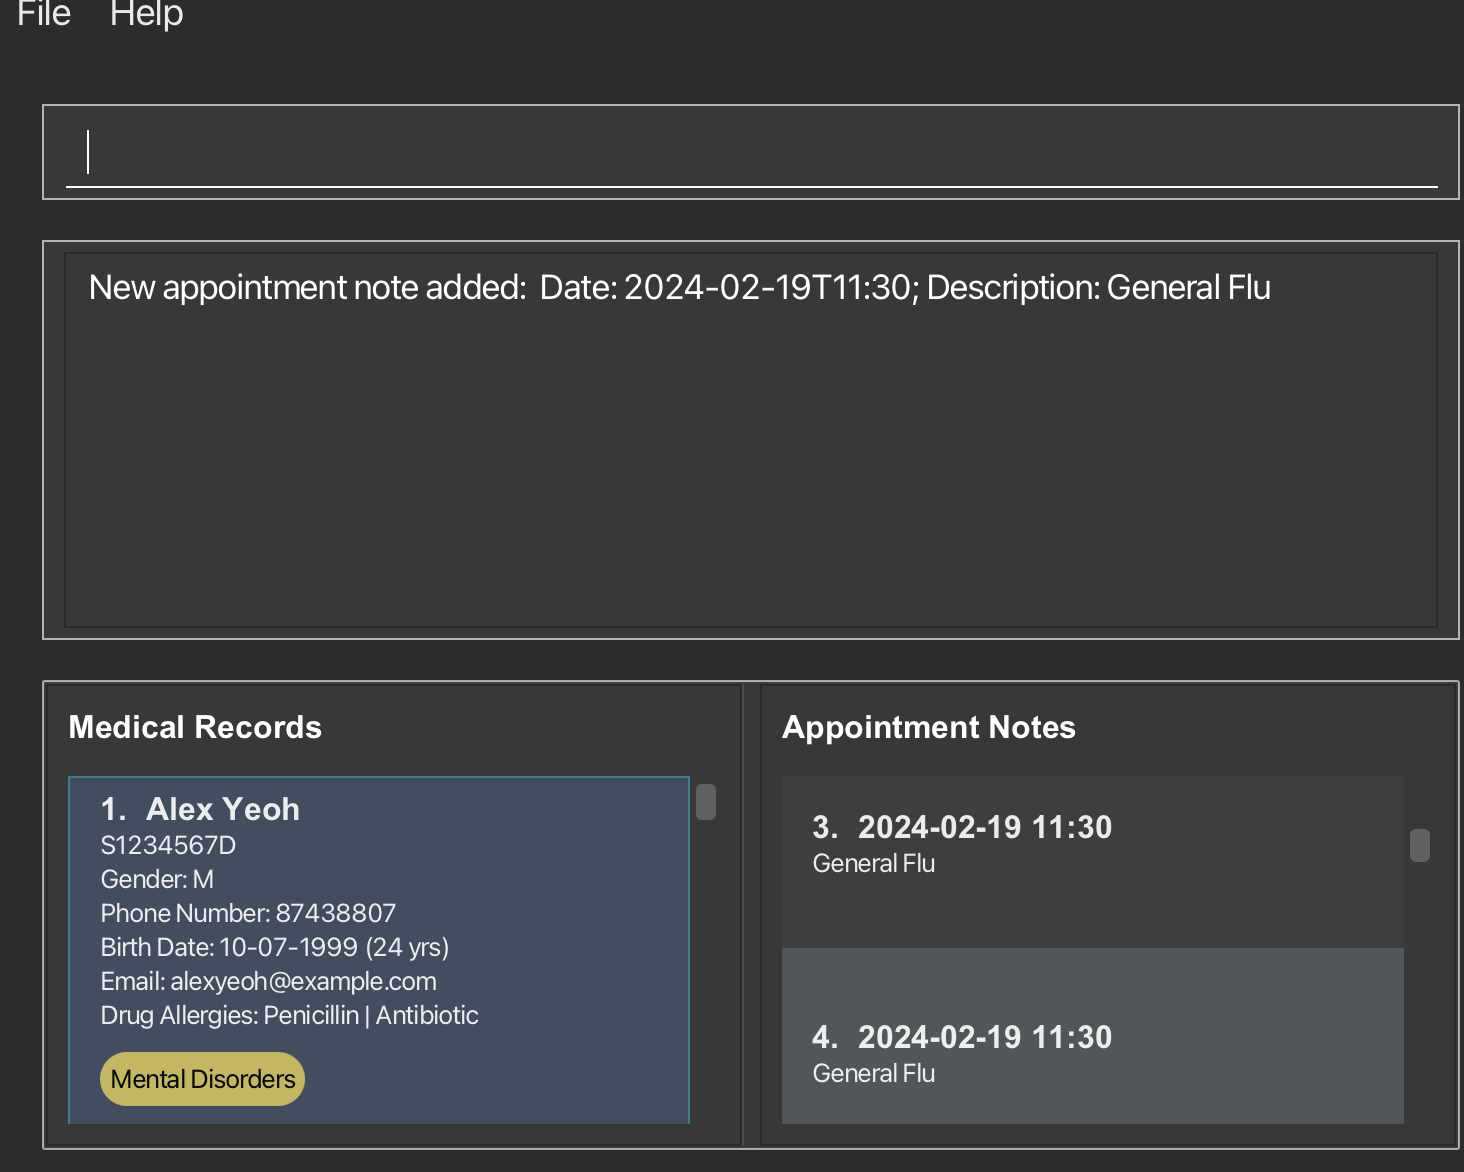 File Help
New appointment note added:  Date: 2024-02-19T11:30; Description: General Flu
Medical Records
1. Alex Yeoh
S1234567D
Gender: M
Phone Number: 87438807
Birth Date: 10-07-1999 (24 yrs)
Email: alexyeoh@example.com
Drug Allergies: Penicillin | Antibiotic
Mental Disorders
Appointment Notes
3. 2024-02-19 11:30
General Flu
4. 2024-02-19 11:30
General Flu